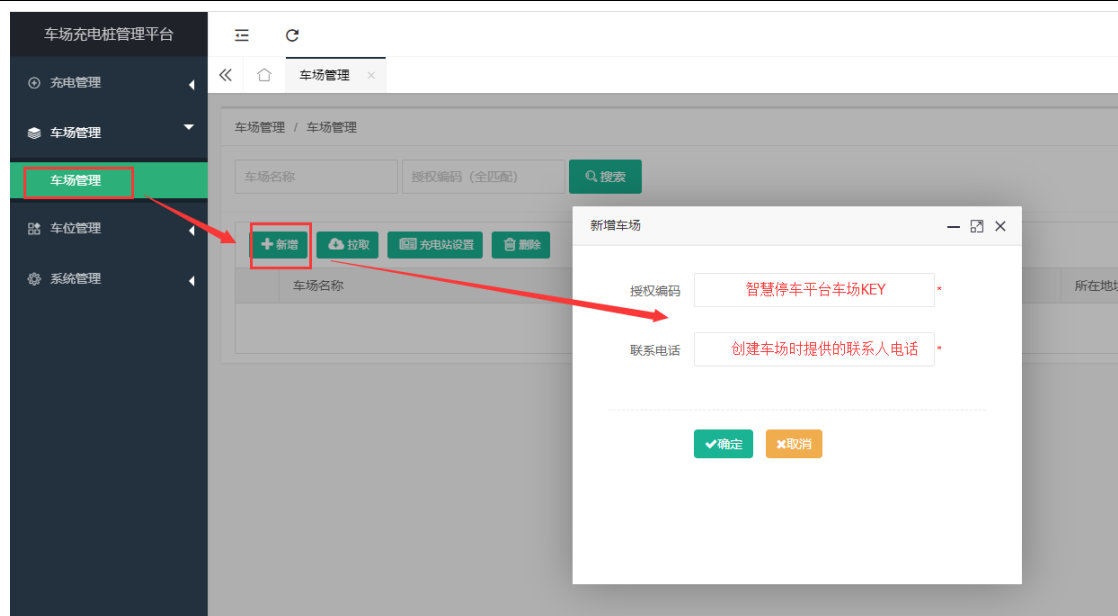 车场充电桩管理平台
充电管理
车场管理
车场管理
车场管理
车位管理
系统管理
车场管理 / 车场管理
车场名称
授权编码（全匹配）
搜索
新增
拉取
充电站设置
删除
车场名称
所在地址
新增车场
授权编码
智慧停车平台车场KEY
*
联系电话
创建车场时提供的联系人电话
*
确定
取消